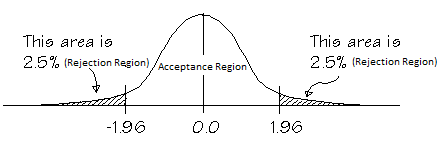 This area is
2.5% (Rejection Region)
Acceptance Region
This area is
2.5% (Rejection Region)
-1.96 0.0 1.96